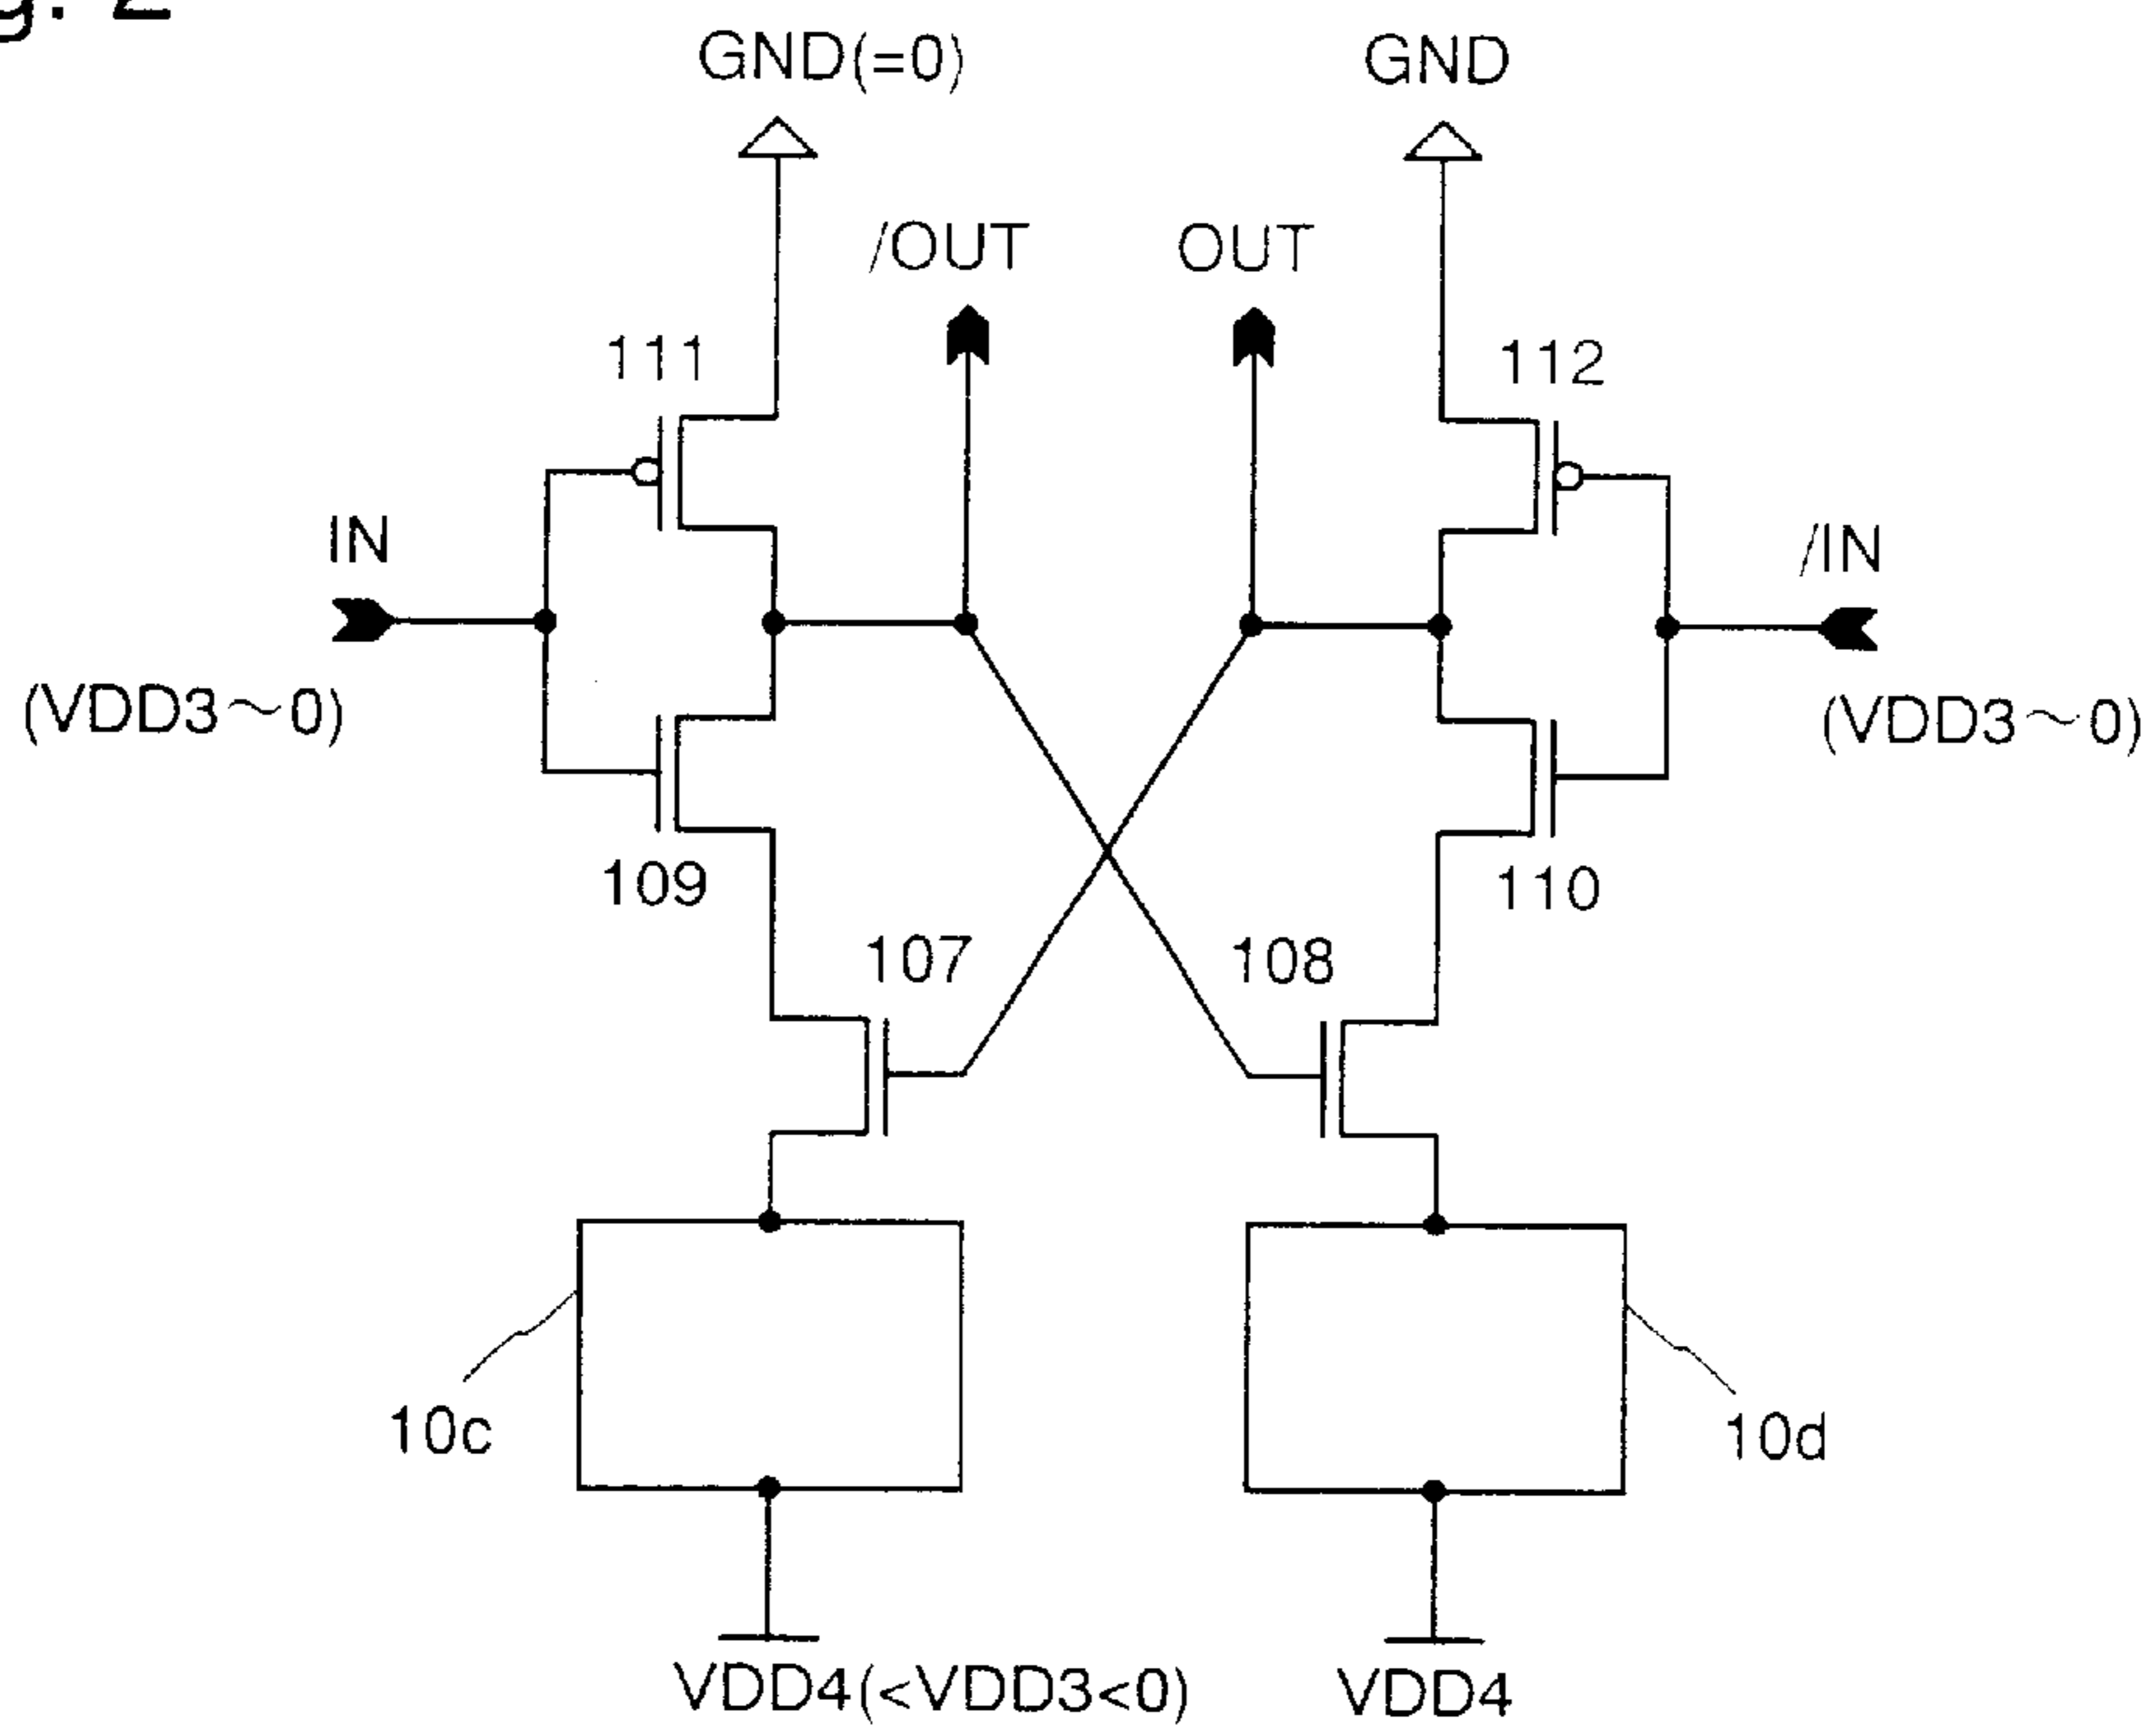 g. 2
GND(=0)
GND
/OUT
OUT
111
112
IN
/IN
(VDD3～0)
(VDD3～0)
109
110
107
108
10c
10d
VDD4(<VDD3<0)
VDD4